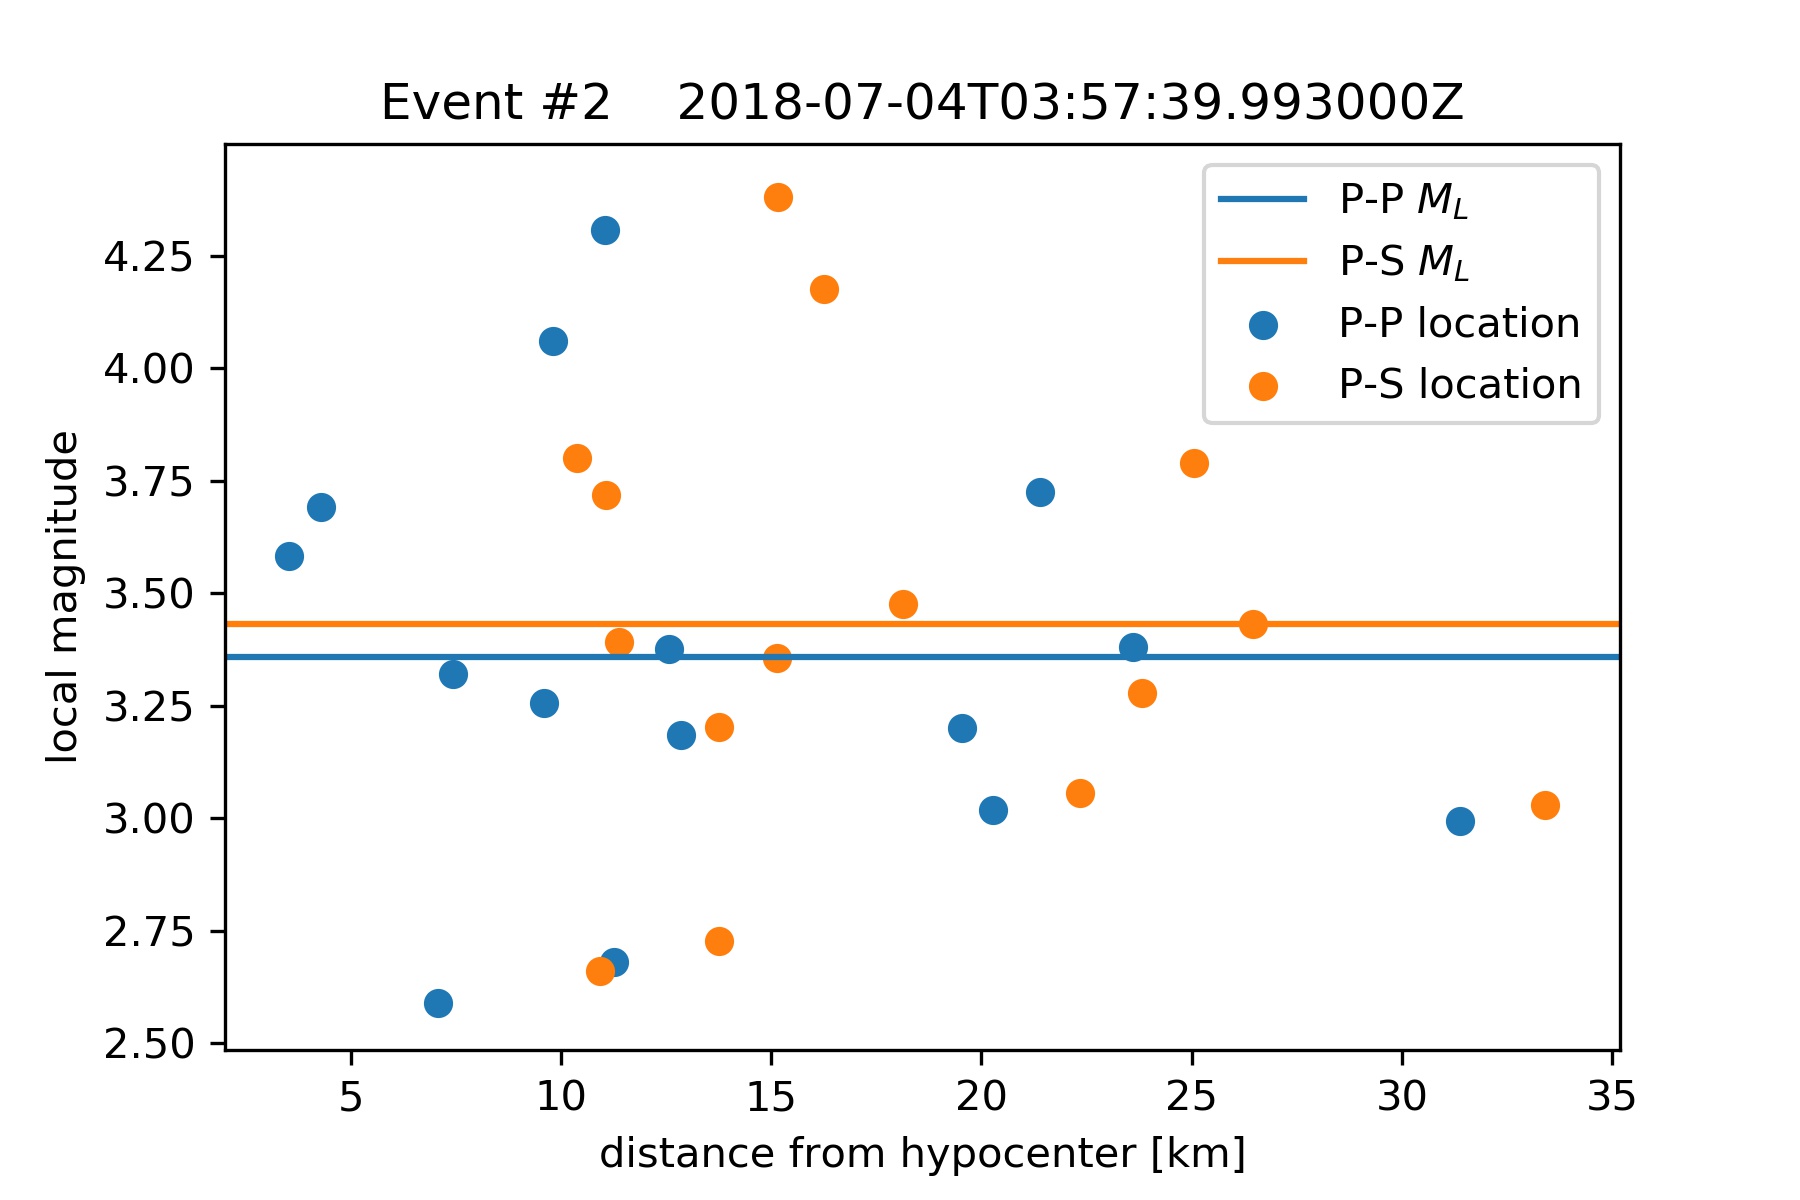 Event #2    2018-07-04T03:57:39.993000Z
local magnitude
4.25
4.00
3.75
3.50
3.25
3.00
2.75
2.50
P-P M_L
P-S M_L
P-P location
P-S location
5 10 15 20 25 30 35
distance from hypocenter [km]